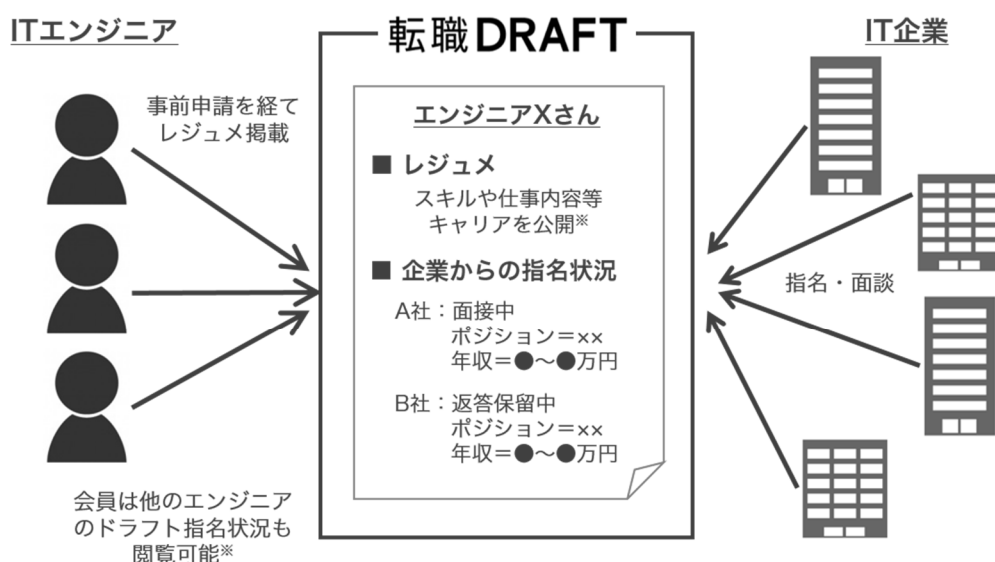 ITエンジニア
転職DRAFT
IT企業
事前申請を経て
レジュメ掲載
エンジニアXさん
■ レジュメ
スキルや仕事内容等
キャリアを公開※
■ 企業からの指名状況
A社：面接中
ポジション＝××
年収＝●〜●万円
B社：返答保留中
ポジション＝××
年収＝●〜●万円
指名・面談
会員は他のエンジニア
のドラフト指名状況も
閲覧可能※